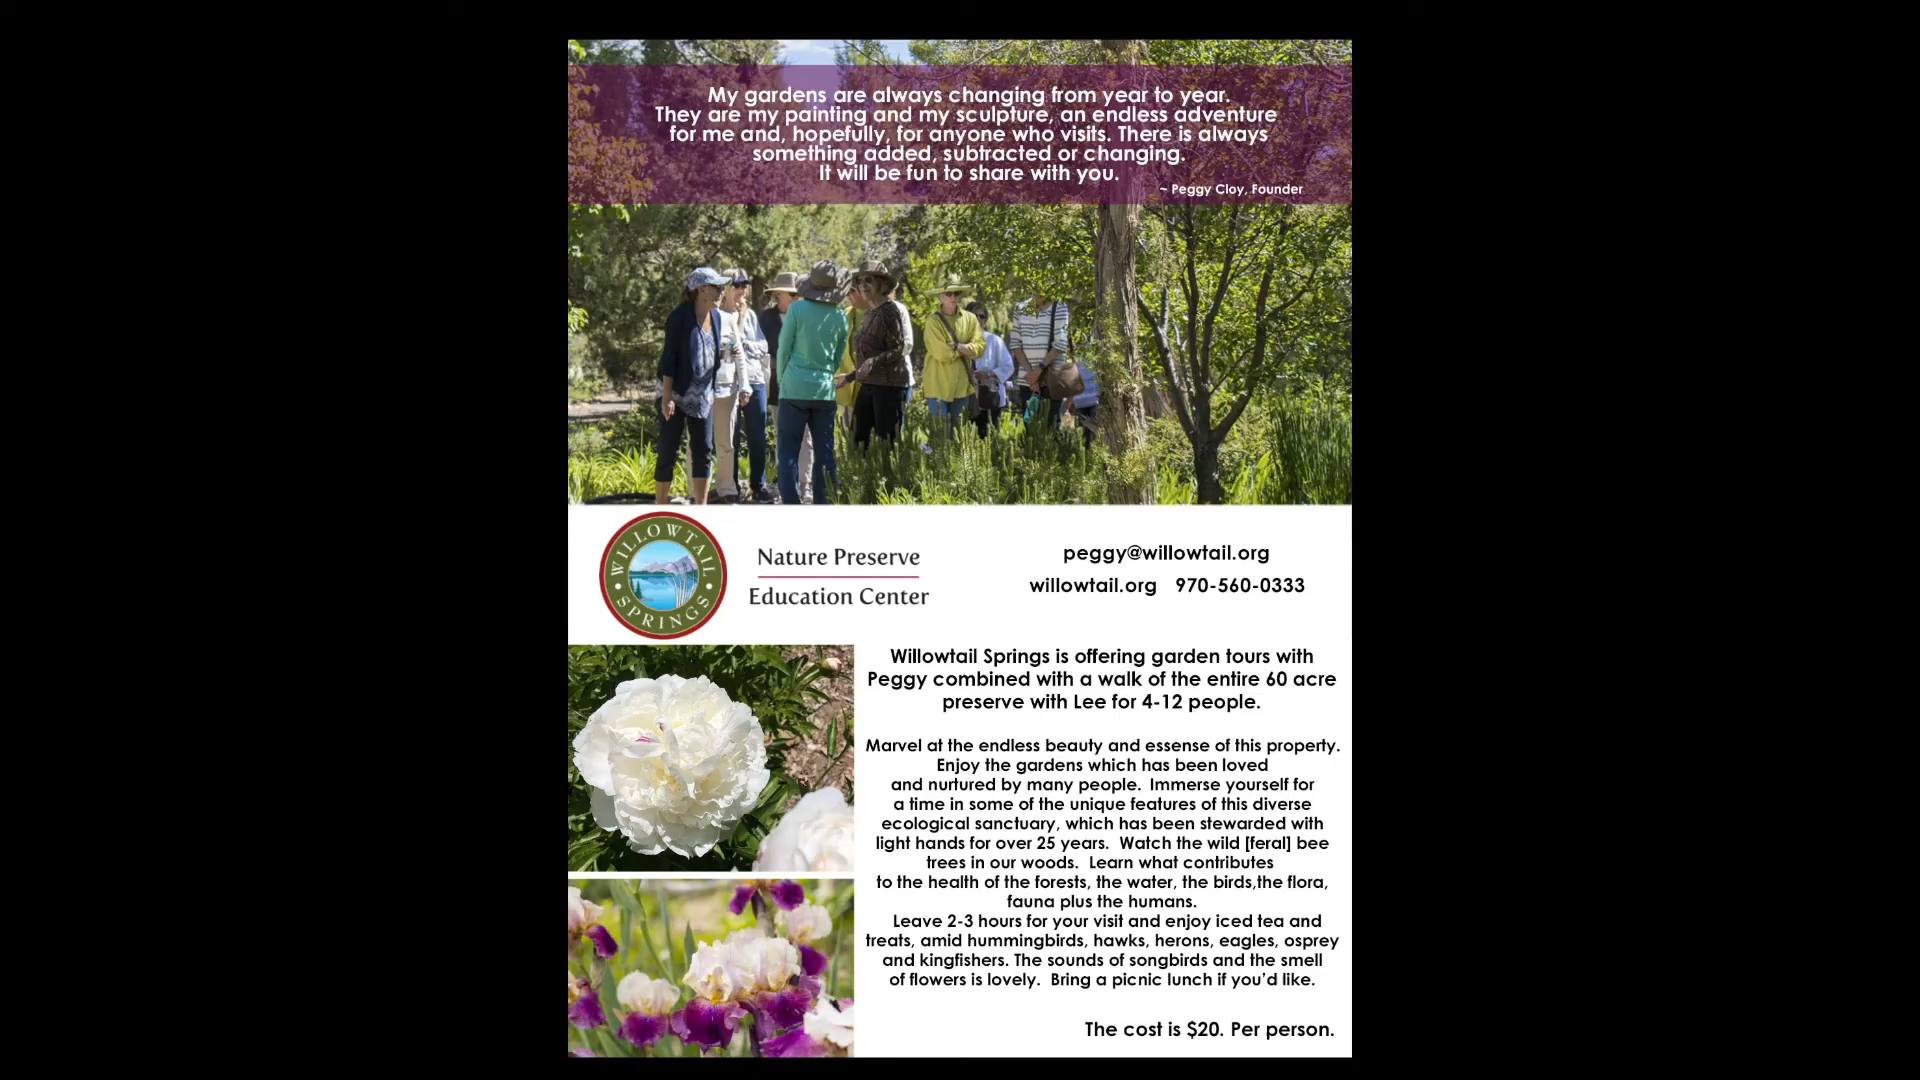 My gardens are always changing from year to year.
They are my painting and my sculpture, an endless adventure
for me and, hopefully, for anyone who visits. There is always
something added, subtracted or changing.
It will be fun to share with you.
~ Peggy Cloy, Founder
WILLOWTAIL
SPRINGS
Nature Preserve
Education Center
peggy@willowtail.org
willowtail.org 970-560-0333
Willowtail Springs is offering garden tours with
Peggy combined with a walk of the entire 60 acre
preserve with Lee for 4-12 people.
Marvel at the endless beauty and essense of this property.
Enjoy the gardens which has been loved
and nurtured by many people. Immerse yourself for
a time in some of the unique features of this diverse
ecological sanctuary, which has been stewarded with
light hands for over 25 years. Watch the wild [feral] bee
trees in our woods. Learn what contributes
to the health of the forests, the water, the birds,the flora,
fauna plus the humans.
Leave 2-3 hours for your visit and enjoy iced tea and
treats, amid hummingbirds, hawks, herons, eagles, osprey
and kingfishers. The sounds of songbirds and the smell
of flowers is lovely. Bring a picnic lunch if you'd like.
The cost is $20. Per person.